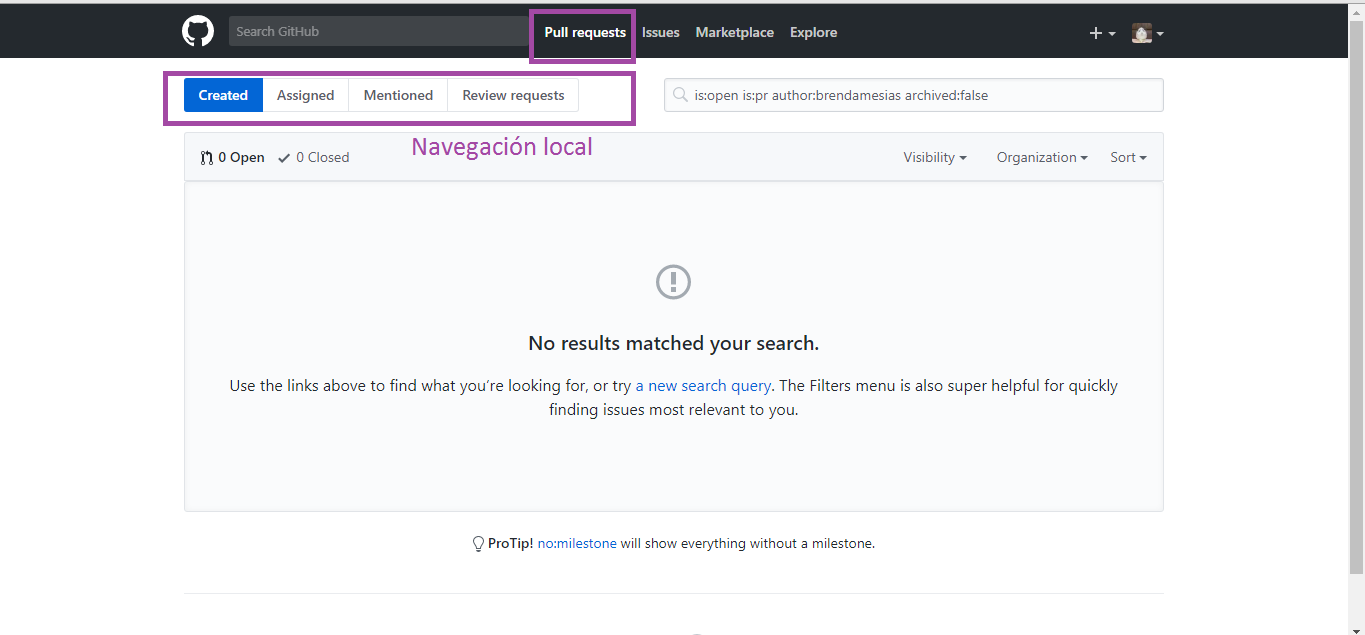 Search GitHub
Pull requests
Issues
Marketplace
Explore
Created
Assigned
Mentioned
Review requests
is:open is:pr author:brendamesias archived:false
Navegación local
0 Open
0 Closed
Visibility
Organization
Sort
No results matched your search.
Use the links above to find what you're looking for, or try a new search query. The Filters menu is also super helpful for quickly
finding issues most relevant to you.
ProTip! no:milestone will show everything without a milestone.